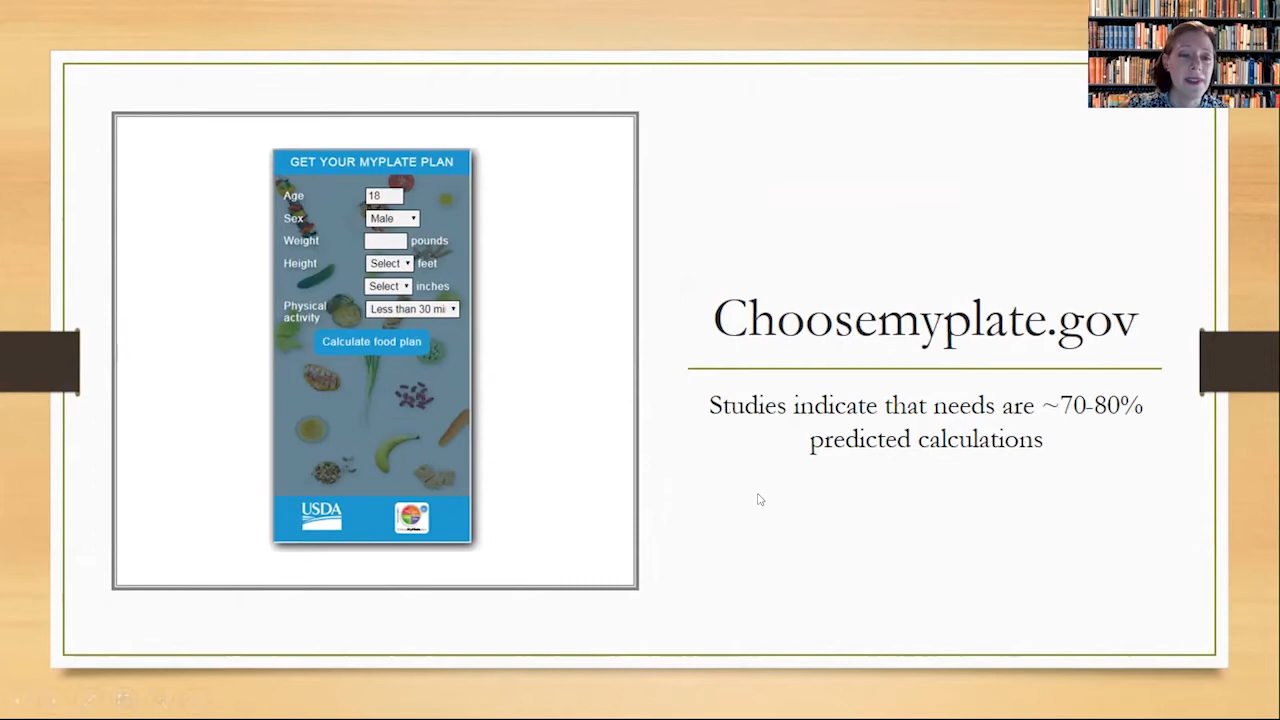 GET YOUR MYPLATE PLAN
Age 18
Sex Male
Weight pounds
Height Select feet
Select inches
Physical activity Less than 30 mi
Calculate food plan
USDA
Choosemyplate.gov
Studies indicate that needs are ~70-80%
predicted calculations